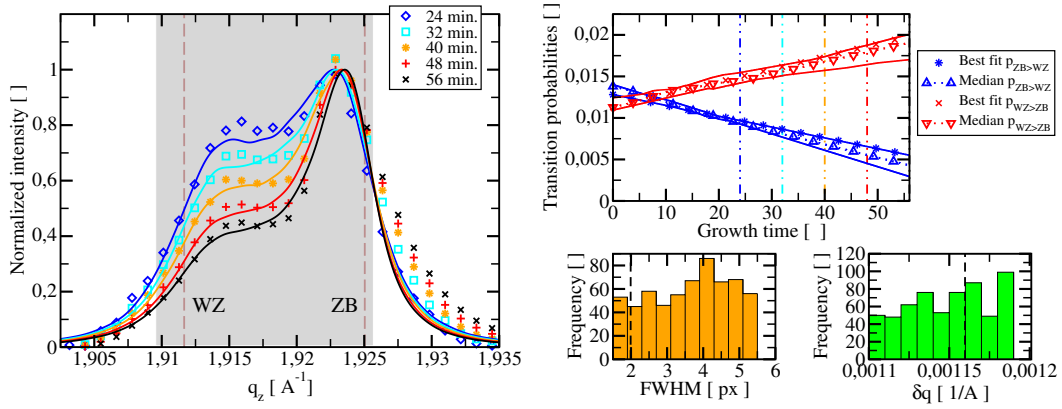 24 min.
32 min.
40 min.
48 min.
56 min.
Normalized intensity [ ]
1
0,8
0,6
0,4
0,2
0
WZ
ZB
1,905
1,91
1,915
1,92
1,925
1,93
1,935
q_z [ A^-1]
Transition probabilities [ ]
0,02
0,015
0,01
0,005
0
0
10
20
30
40
50
Growth time [ ]
Best fit p_ZB>WZ
Median p_ZB>WZ
Best fit p_WZ>ZB
Median p_WZ>ZB
Frequency [ ]
80
60
40
20
0
2
3
4
5
6
FWHM [ px ]
Frequency [ ]
120
100
80
60
40
20
0
0,0011
0,00115
0,0012
δq [ 1/A ]